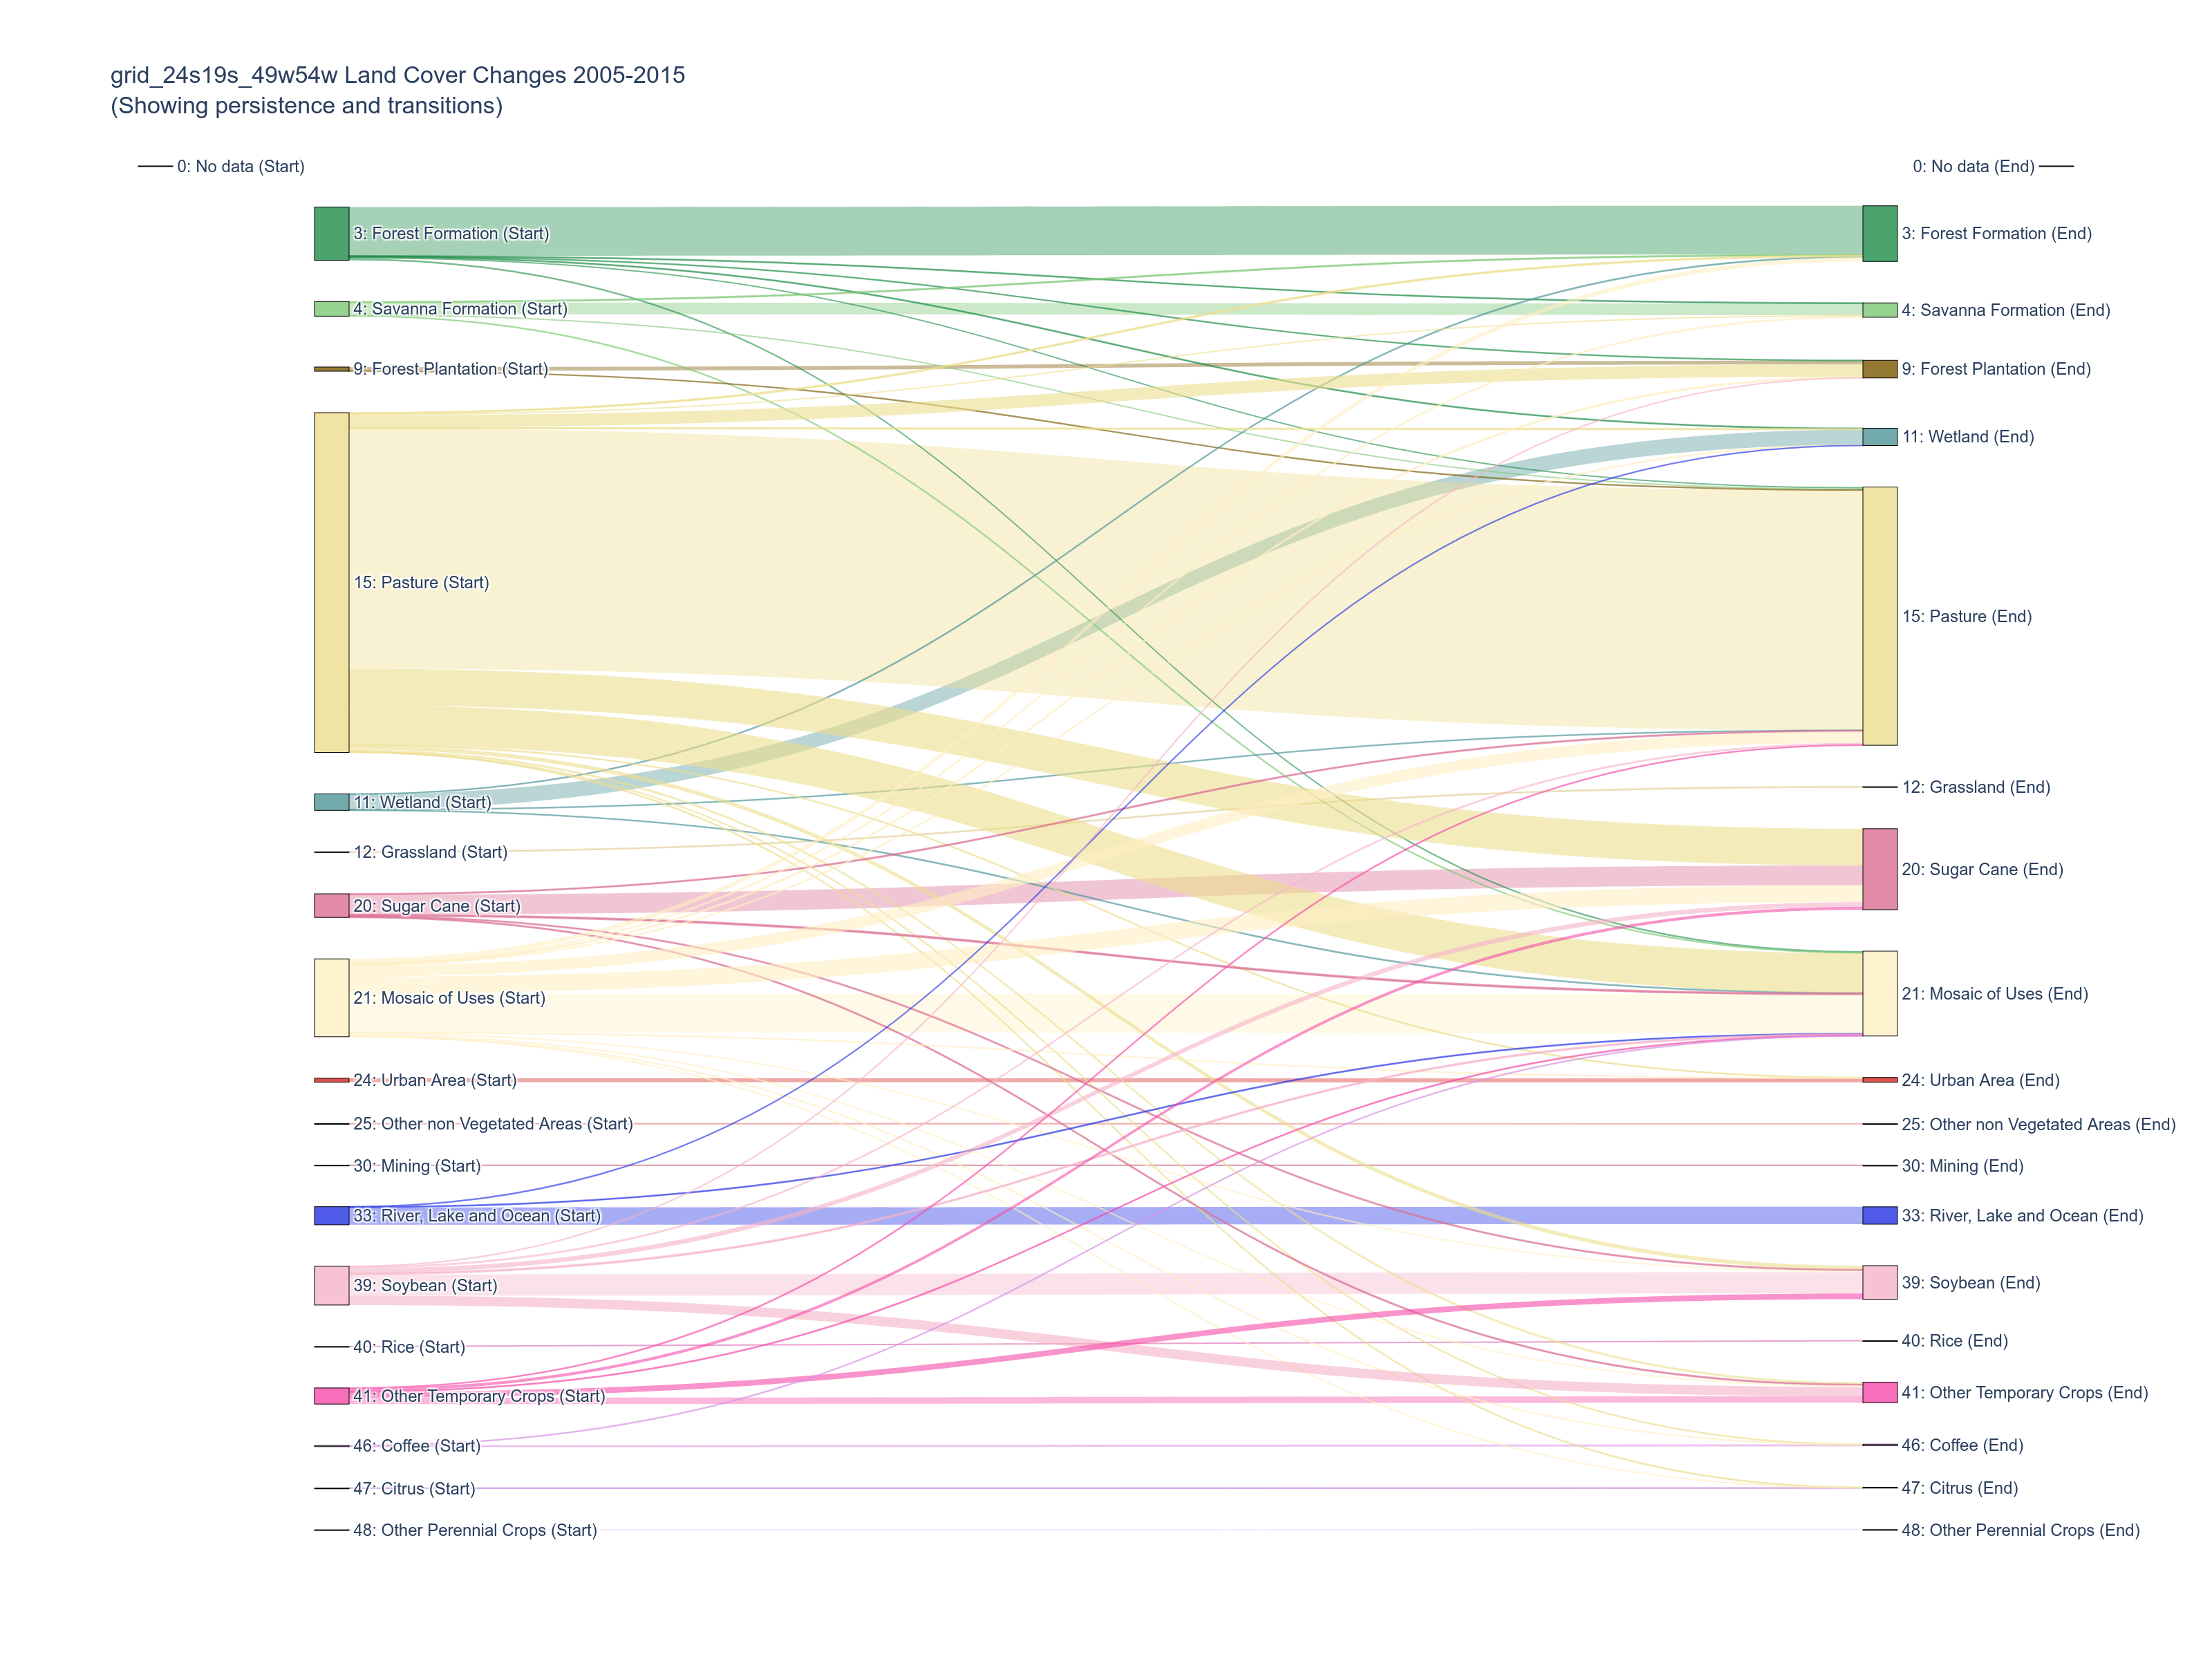 grid_24s19s_49w54w Land Cover Changes 2005-2015
(Showing persistence and transitions)
0: No data (Start)
0: No data (End)
3: Forest Formation (Start)
3: Forest Formation (End)
4: Savanna Formation (Start)
4: Savanna Formation (End)
9: Forest Plantation (Start)
9: Forest Plantation (End)
11: Wetland (End)
15: Pasture (Start)
15: Pasture (End)
12: Grassland (End)
11: Wetland (Start)
12: Grassland (Start)
20: Sugar Cane (End)
20: Sugar Cane (Start)
21: Mosaic of Uses (Start)
21: Mosaic of Uses (End)
24: Urban Area (Start)
24: Urban Area (End)
25: Other non Vegetated Areas (Start)
25: Other non Vegetated Areas (End)
30: Mining (Start)
30: Mining (End)
33: River, Lake and Ocean (Start)
33: River, Lake and Ocean (End)
39: Soybean (Start)
39: Soybean (End)
40: Rice (Start)
40: Rice (End)
41: Other Temporary Crops (Start)
41: Other Temporary Crops (End)
46: Coffee (Start)
46: Coffee (End)
47: Citrus (Start)
47: Citrus (End)
48: Other Perennial Crops (Start)
48: Other Perennial Crops (End)